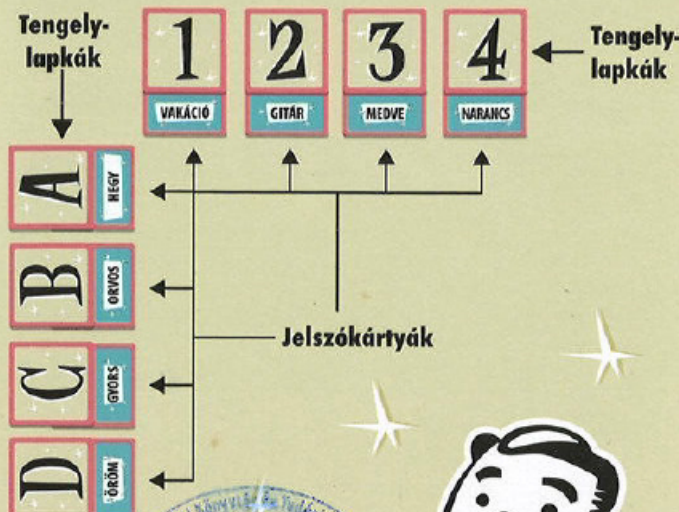 Tengely-
lapkák
1 2 3 4
Tengely-
lapkák
VAKÁCIÓ GITÁR MEDVE NARANCS
A HEGY
B ORVOS
C GYORS
D ÖRÖM
Jelszókártyák